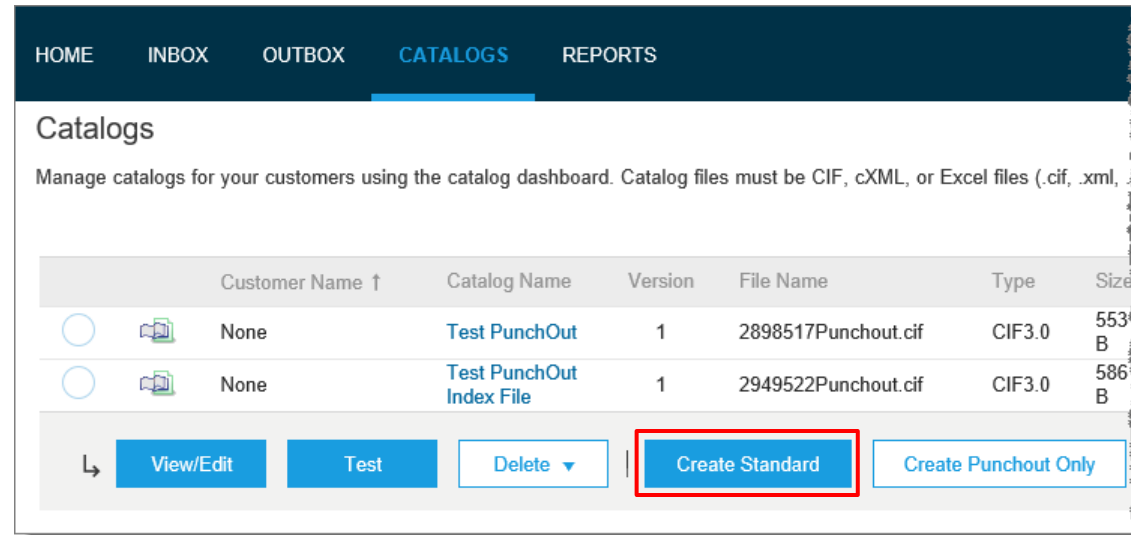 HOME INBOX OUTBOX CATALOGS REPORTS
Catalogs
Manage catalogs for your customers using the catalog dashboard. Catalog files must be CIF, cXML, or Excel files (.cif, .xml,
Customer Name ↑ Catalog Name Version File Name Type Size
None Test PunchOut 1 2898517Punchout.cif CIF3.0 553
B
None Test PunchOut
Index File 1 2949522Punchout.cif CIF3.0 586
B
View/Edit Test Delete ▼ | Create Standard Create Punchout Only